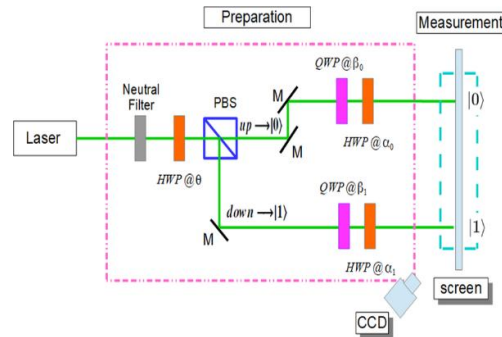 Preparation
Measurement
Neutral
Filter
PBS
QWP@β₀
M
|0⟩
Laser
up→|0⟩
M
HWP@θ
HWP@α₀
QWP@β₁
down→|1⟩
|1⟩
M
HWP@α₁
screen
CCD